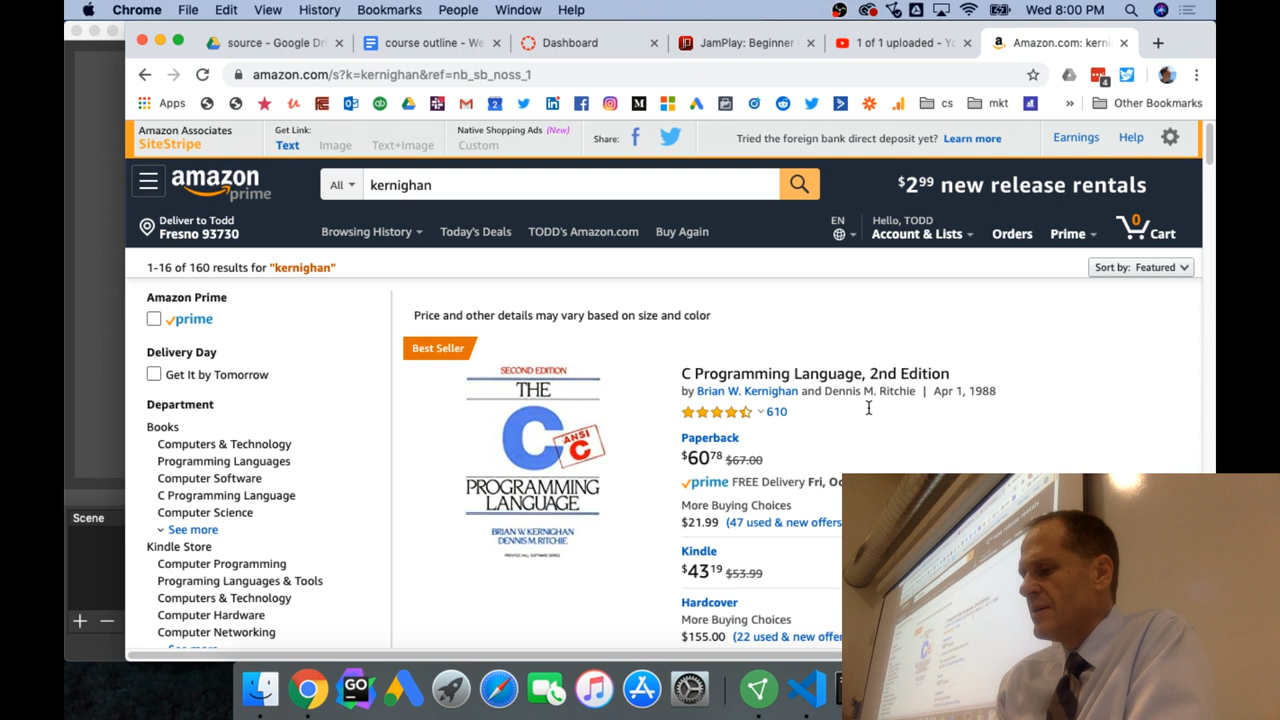 Chrome File Edit View History Bookmarks People Window Help Wed 8:00 PM
source - Google Dri
course outline - We
Dashboard
JamPlay: Beginner
1 of 1 uploaded - Yo
Amazon.com: kerni
amazon.com/s?k=kernighan&ref=nb_sb_noss_1
4
Apps
2
M
cs
mkt
»
Other Bookmarks
Amazon Associates
SiteStripe
Get Link:
Text Image Text+Image
Native Shopping Ads (New)
Custom
Share:
Tried the foreign bank direct deposit yet? Learn more
Earnings
Help
amazon
prime
All
kernighan
$2.99 new release rentals
Deliver to Todd
Fresno 93730
Browsing History Today's Deals TODD's Amazon.com Buy Again
EN
Hello, TODD
Account & Lists
Orders
Prime
0
Cart
1-16 of 160 results for "kernighan"
Sort by: Featured
Amazon Prime
prime
Delivery Day
Get It by Tomorrow
Department
Books
Computers & Technology
Programming Languages
Computer Software
C Programming Language
Computer Science
See more
Kindle Store
Computer Programming
Programing Languages & Tools
Computers & Technology
Computer Hardware
Computer Networking
Price and other details may vary based on size and color
Best Seller
SECOND EDITION
THE
C
ANSI
C
PROGRAMMING
LANGUAGE
BRIAN W. KERNIGHAN
DENNIS M. RITCHIE
PRENTICE HALL SOFTWARE SERIES
C Programming Language, 2nd Edition
by Brian W. Kernighan and Dennis M. Ritchie | Apr 1, 1988
610
Paperback
$60.78 $67.00
prime FREE Delivery Fri, Oc
More Buying Choices
$21.99 (47 used & new offers
Kindle
$43.19 $53.99
Hardcover
More Buying Choices
$155.00 (22 used & new offer
Scene
GO
release rentals